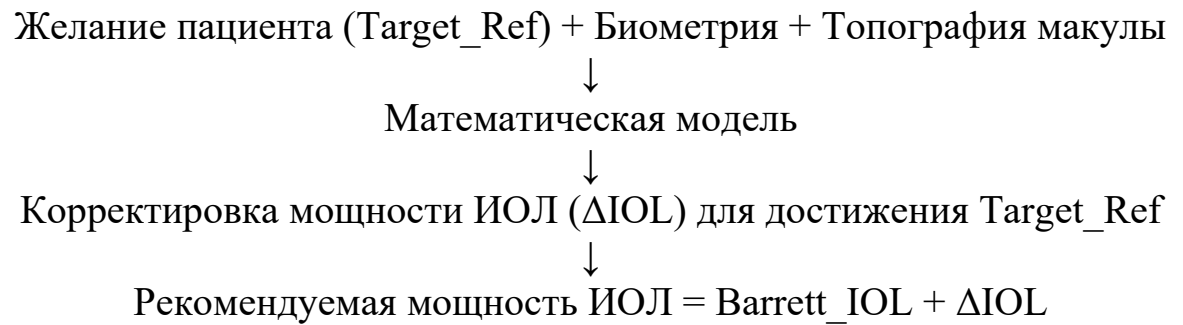 Желание пациента (Target_Ref) + Биометрия + Топография макулы
↓
Математическая модель
↓
Корректировка мощности ИОЛ (ΔIOL) для достижения Target_Ref
↓
Рекомендуемая мощность ИОЛ = Barrett_IOL + ΔIOL